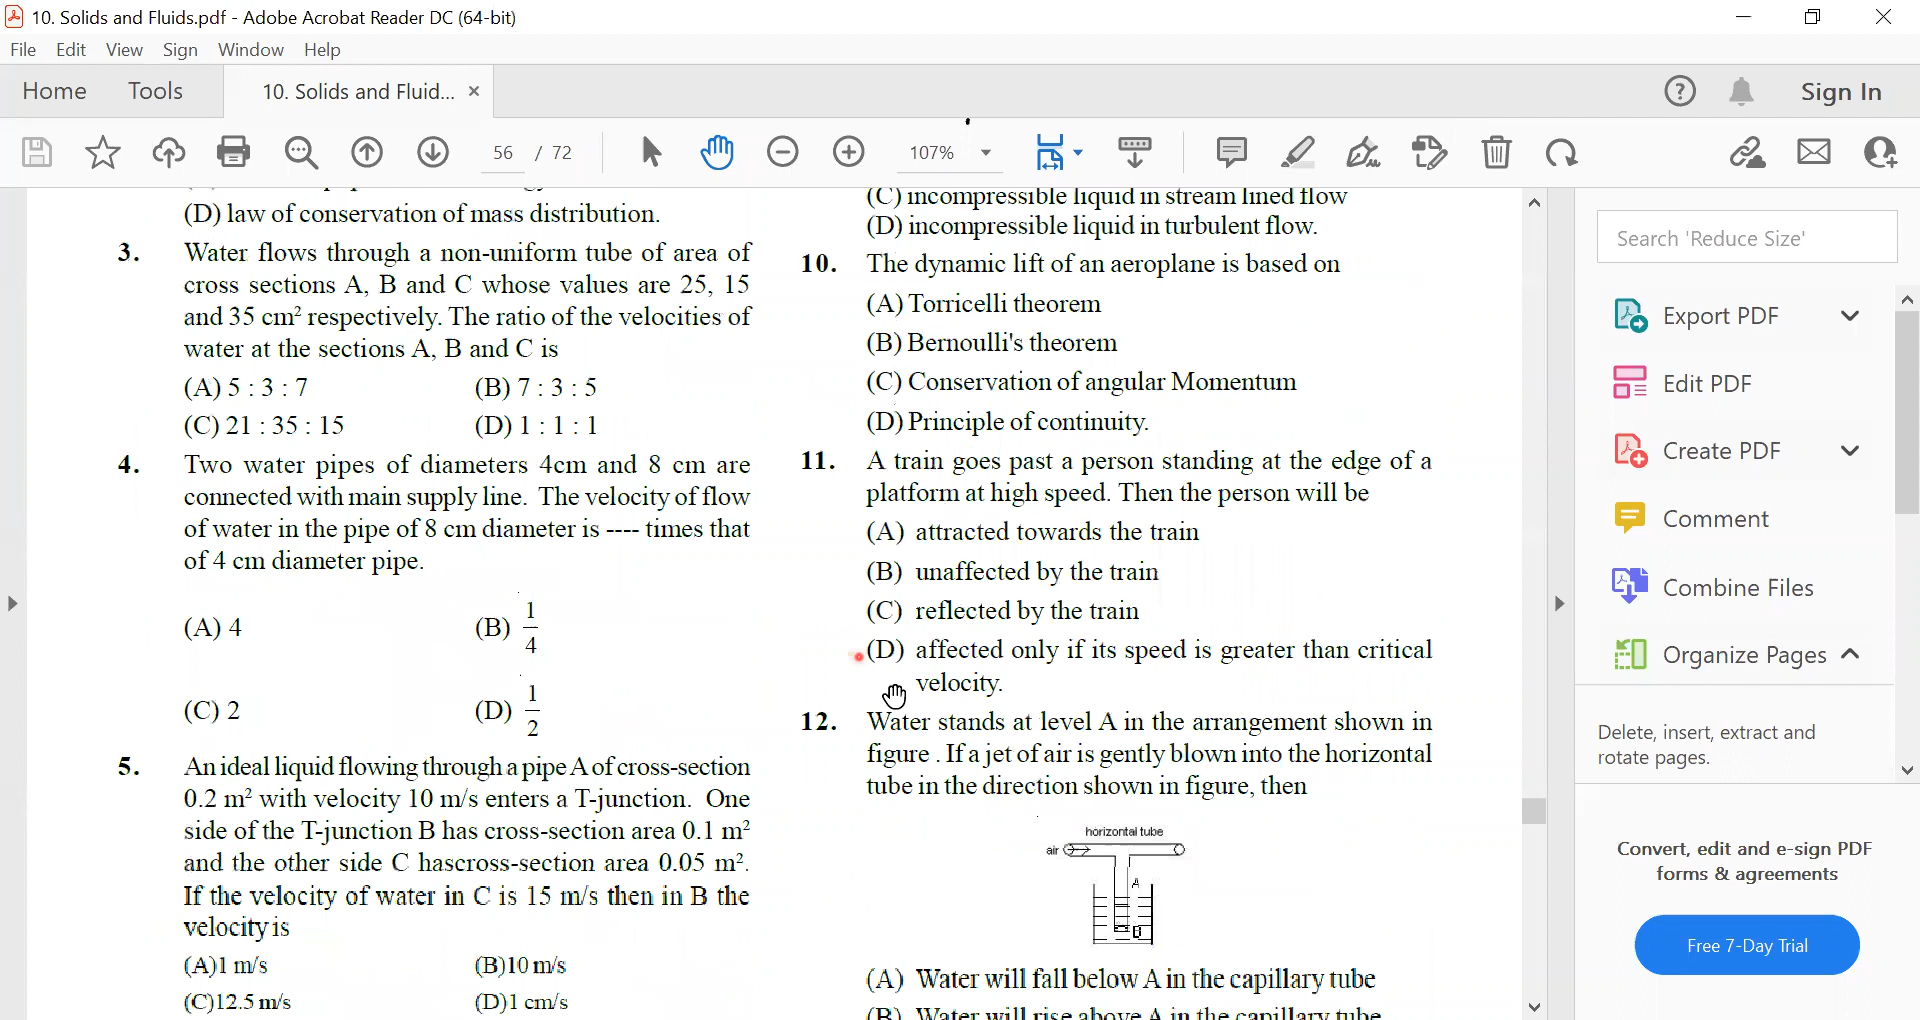 10. Solids and Fluids.pdf - Adobe Acrobat Reader DC (64-bit)
File Edit View Sign Window Help
Home Tools 10. Solids and Fluid... × Sign In
56 / 72 107%
(D) law of conservation of mass distribution.
3. Water flows through a non-uniform tube of area of
cross sections A, B and C whose values are 25, 15
and 35 cm² respectively. The ratio of the velocities of
water at the sections A, B and C is
(A) 5 : 3 : 7 (B) 7 : 3 : 5
(C) 21 : 35 : 15 (D) 1 : 1 : 1
4. Two water pipes of diameters 4cm and 8 cm are
connected with main supply line. The velocity of flow
of water in the pipe of 8 cm diameter is ---- times that
of 4 cm diameter pipe.
(A) 4 (B) 1/4
(C) 2 (D) 1/2
5. An ideal liquid flowing through a pipe A of cross-section
0.2 m² with velocity 10 m/s enters a T-junction. One
side of the T-junction B has cross-section area 0.1 m²
and the other side C hascross-section area 0.05 m².
If the velocity of water in C is 15 m/s then in B the
velocity is
(A)1 m/s (B)10 m/s
(C)12.5 m/s (D)1 cm/s
(C) incompressible liquid in stream lined flow
(D) incompressible liquid in turbulent flow.
10. The dynamic lift of an aeroplane is based on
(A) Torricelli theorem
(B) Bernoulli's theorem
(C) Conservation of angular Momentum
(D) Principle of continuity.
11. A train goes past a person standing at the edge of a
platform at high speed. Then the person will be
(A) attracted towards the train
(B) unaffected by the train
(C) reflected by the train
(D) affected only if its speed is greater than critical
velocity.
12. Water stands at level A in the arrangement shown in
figure . If a jet of air is gently blown into the horizontal
tube in the direction shown in figure, then
horizontal tube
air
A
B
(A) Water will fall below A in the capillary tube
(B) Water will rise above A in the capillary tube
Search 'Reduce Size'
Export PDF
Edit PDF
Create PDF
Comment
Combine Files
Organize Pages
Delete, insert, extract and
rotate pages.
Convert, edit and e-sign PDF
forms & agreements
Free 7-Day Trial